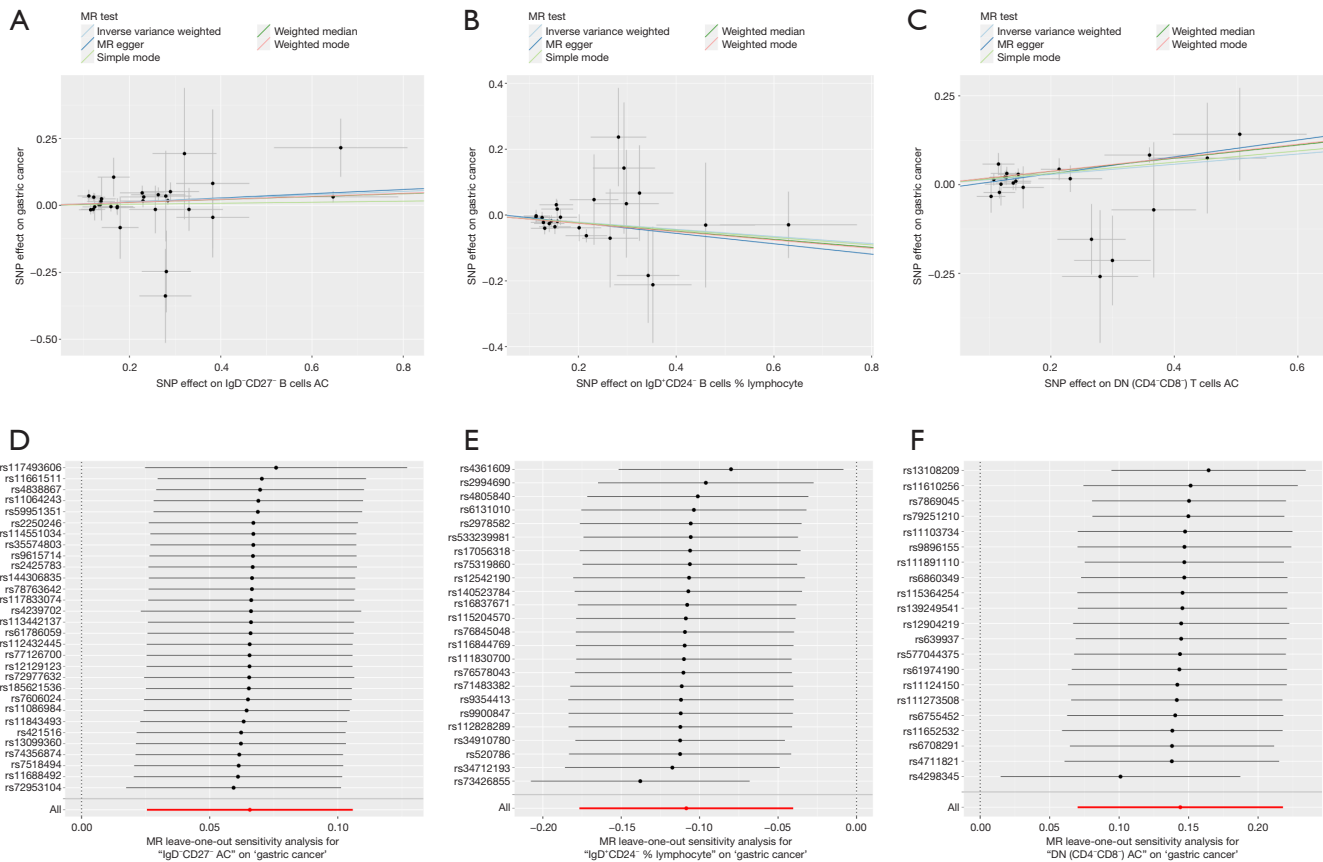 A
MR test
Inverse variance weighted
Weighted median
MR egger
Weighted mode
Simple mode
SNP effect on gastric cancer
0.25
0.00
−0.25
−0.50
0.2
0.4
0.6
0.8
SNP effect on IgD⁻CD27⁻ B cells AC
B
MR test
Inverse variance weighted
Weighted median
MR egger
Weighted mode
Simple mode
SNP effect on gastric cancer
0.4
0.2
−0.0
−0.2
−0.4
0.2
0.4
0.6
0.8
SNP effect on IgD⁺CD24⁻ B cells % lymphocyte
C
MR test
Inverse variance weighted
Weighted median
MR egger
Weighted mode
Simple mode
SNP effect on gastric cancer
0.25
0.00
−0.25
0.2
0.4
0.6
SNP effect on DN (CD4⁻CD8⁻) T cells AC
D
rs117493606
rs11661511
rs4838867
rs11064243
rs59951351
rs2250246
rs114551034
rs35574803
rs9615714
rs2425783
rs144306835
rs78763642
rs117833074
rs4239702
rs113442137
rs61786059
rs112432445
rs77126700
rs12129123
rs72977632
rs185621536
rs7606024
rs11086984
rs11843493
rs421516
rs13099360
rs74356874
rs7518494
rs11688492
rs72953104
All
0.00
0.05
0.10
MR leave-one-out sensitivity analysis for
“IgD⁻CD27⁻ AC” on ‘gastric cancer’
E
rs4361609
rs2994690
rs4805840
rs6131010
rs2978582
rs533239981
rs17056318
rs75319860
rs12542190
rs140523784
rs16837671
rs115204570
rs76845048
rs116844769
rs111830700
rs76578043
rs71483382
rs9354413
rs9900847
rs112828289
rs34910780
rs520786
rs34712193
rs73426855
All
−0.20
−0.15
−0.10
−0.05
0.00
MR leave-one-out sensitivity analysis for
“IgD⁺CD24⁻ % lymphocyte” on ‘gastric cancer’
F
rs13108209
rs11610256
rs7869045
rs79251210
rs11103734
rs9896155
rs111891110
rs6860349
rs115364254
rs139249541
rs12904219
rs639937
rs577044375
rs61974190
rs11124150
rs111273508
rs6755452
rs11652532
rs6708291
rs4711821
rs4298345
All
0.00
0.05
0.10
0.15
0.20
MR leave-one-out sensitivity analysis for
“DN (CD4⁻CD8⁻) AC” on ‘gastric cancer’